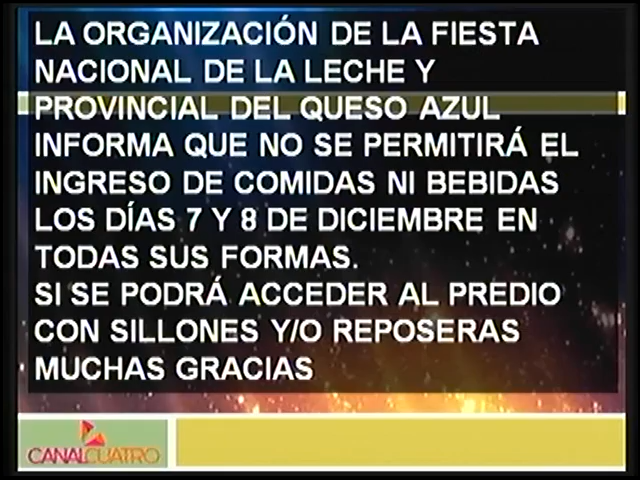 LA ORGANIZACIÓN DE LA FIESTA
NACIONAL DE LA LECHE Y
PROVINCIAL DEL QUESO AZUL
INFORMA QUE NO SE PERMITIRÁ EL
INGRESO DE COMIDAS NI BEBIDAS
LOS DÍAS 7 Y 8 DE DICIEMBRE EN
TODAS SUS FORMAS.
SI SE PODRÁ ACCEDER AL PREDIO
CON SILLONES Y/O REPOSERAS
MUCHAS GRACIAS
CANALCUATRO